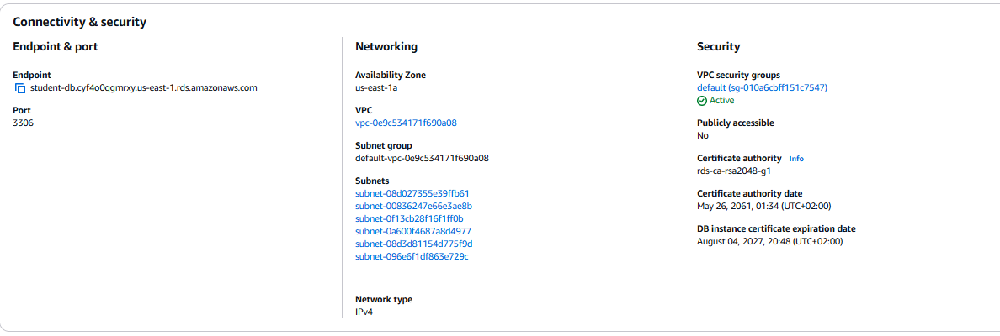 Connectivity & security
Endpoint & port
Endpoint
student-db.cyf4o0qgmrxy.us-east-1.rds.amazonaws.com
Port
3306
Networking
Availability Zone
us-east-1a
VPC
vpc-0e9c534171f690a08
Subnet group
default-vpc-0e9c534171f690a08
Subnets
subnet-08d027355e39ffb61
subnet-00836247e66e3ae8b
subnet-0f13cb28f16f1ff0b
subnet-0a600f4687a8d4977
subnet-08d3d81154d775f9d
subnet-096e6f1df863e729c
Network type
IPv4
Security
VPC security groups
default (sg-010a6cbff151c7547)
Active
Publicly accessible
No
Certificate authority Info
rds-ca-rsa2048-g1
Certificate authority date
May 26, 2061, 01:34 (UTC+02:00)
DB instance certificate expiration date
August 04, 2027, 20:48 (UTC+02:00)